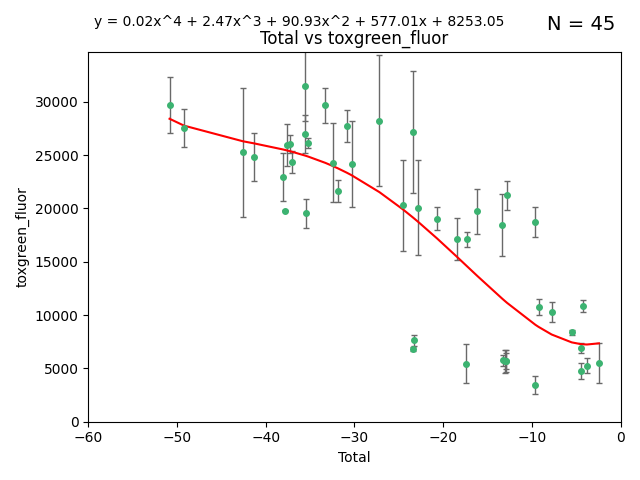 y = 0.02x^4 + 2.47x^3 + 90.93x^2 + 577.01x + 8253.05
N = 45
Total vs toxgreen_fluor
30000
25000
20000
15000
10000
5000
0
toxgreen_fluor
−60 −50 −40 −30 −20 −10 0
Total